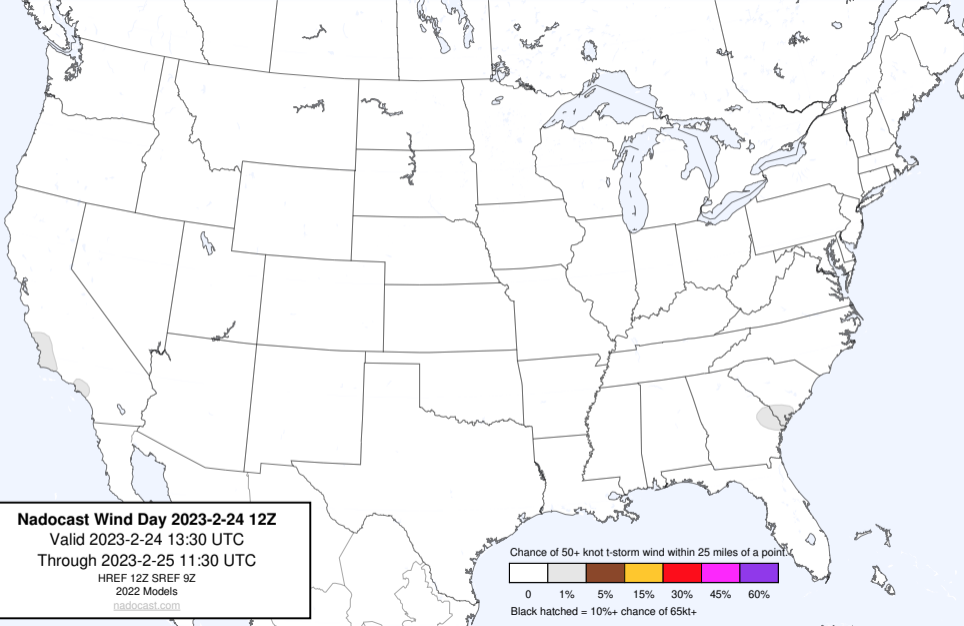 Nadocast Wind Day 2023-2-24 12Z
Valid 2023-2-24 13:30 UTC
Through 2023-2-25 11:30 UTC
HREF 12Z SREF 9Z
2022 Models
nadocast.com
Chance of 50+ knot t-storm wind within 25 miles of a point.
0 1% 5% 15% 30% 45% 60%
Black hatched = 10%+ chance of 65kt+